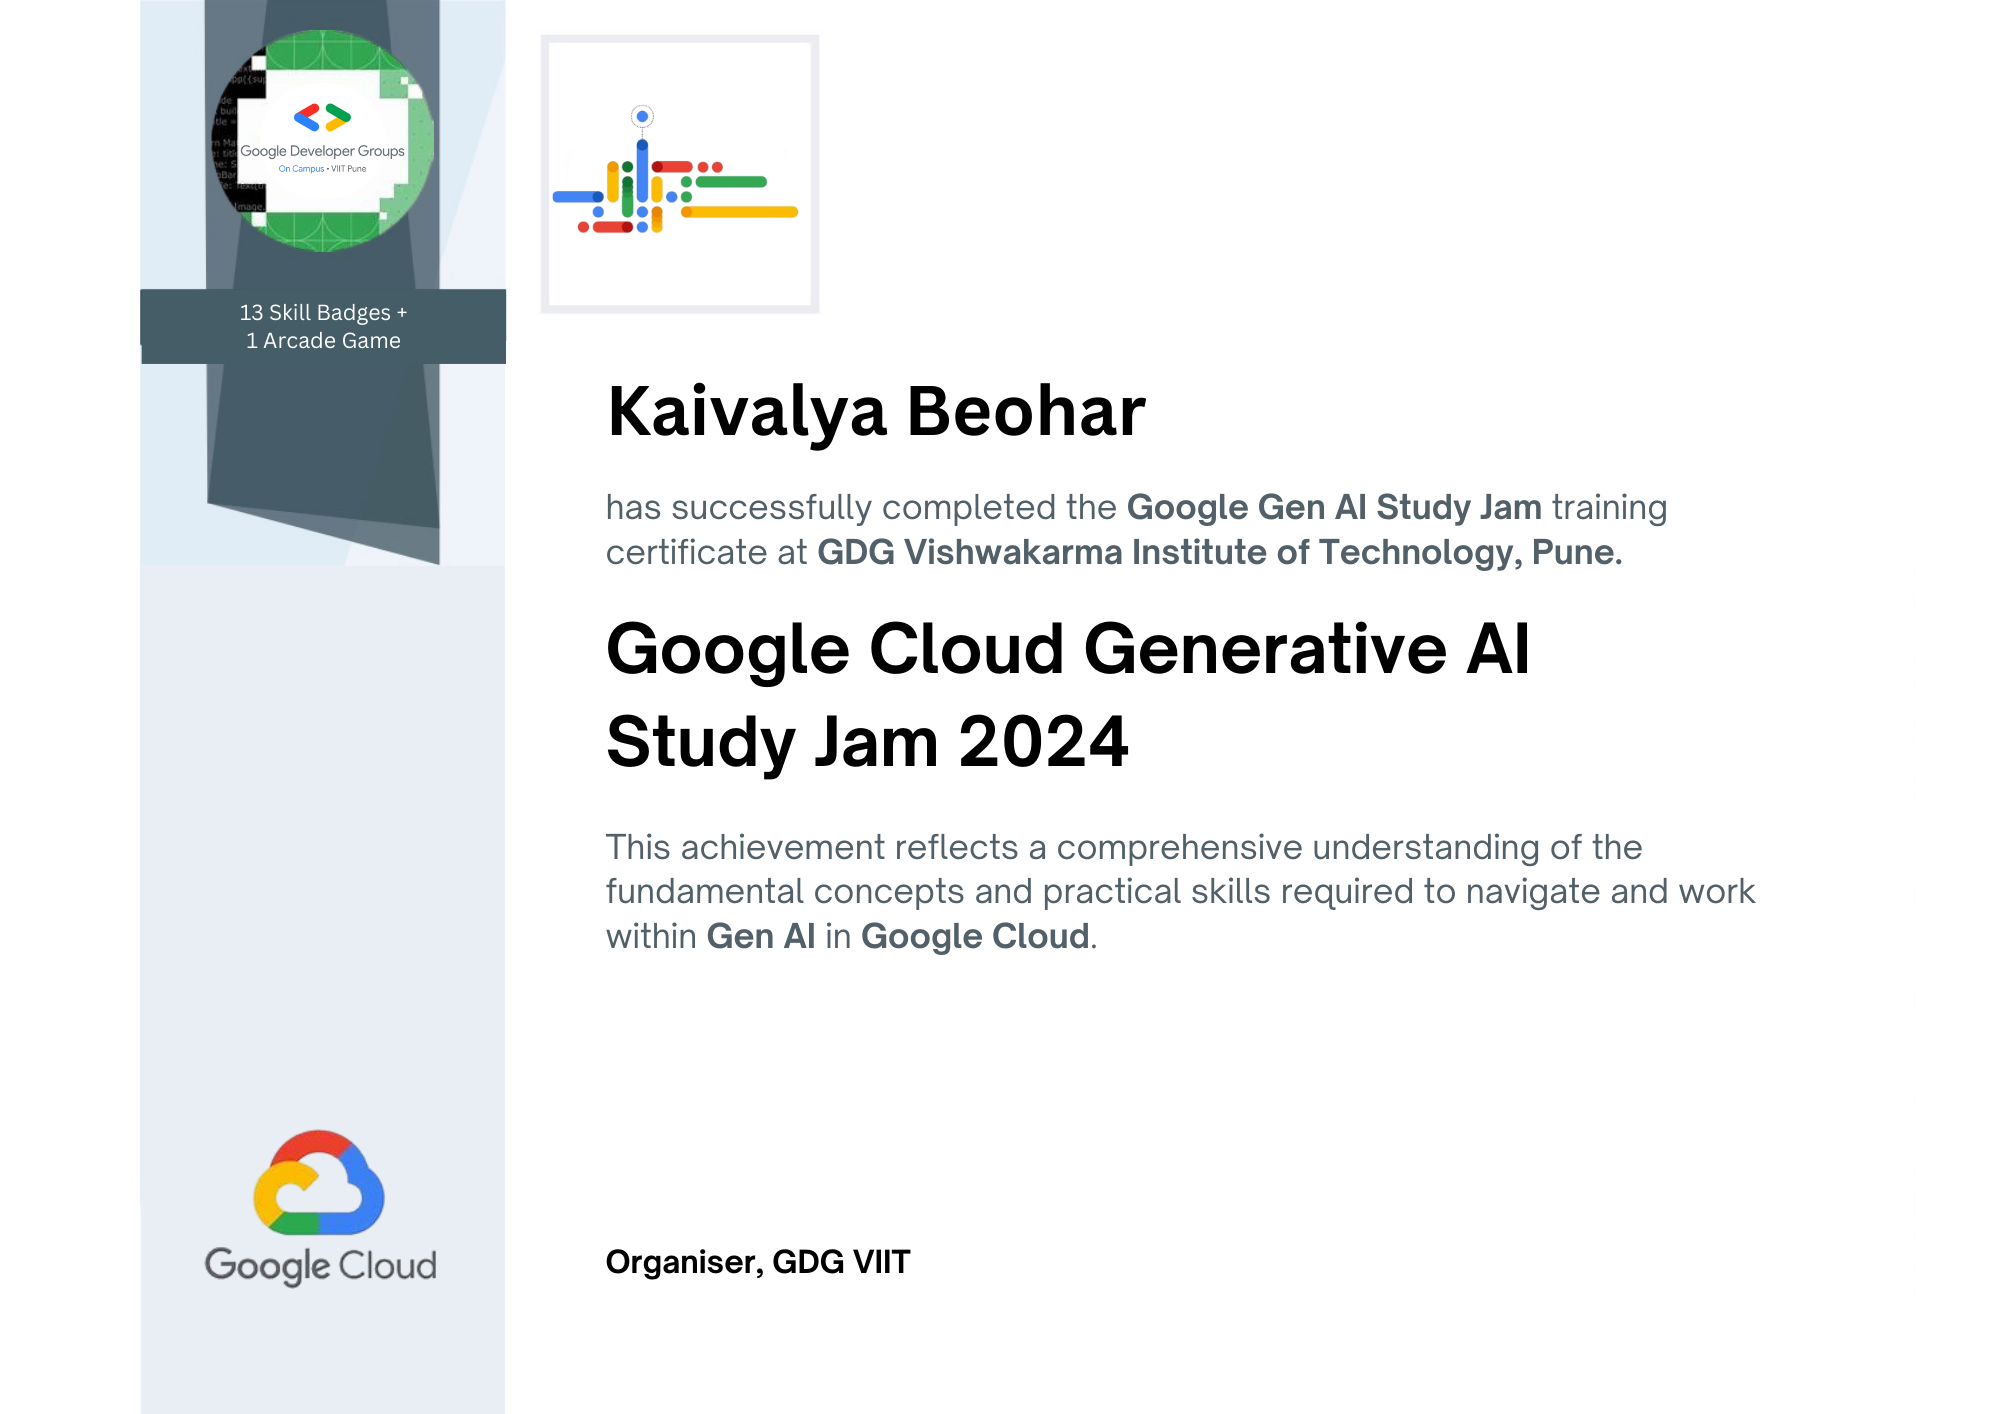 Google Developer Groups
On Campus • VIIT Pune
13 Skill Badges +
1 Arcade Game
Kaivalya Beohar
has successfully completed the Google Gen AI Study Jam training
certificate at GDG Vishwakarma Institute of Technology, Pune.
Google Cloud Generative AI
Study Jam 2024
This achievement reflects a comprehensive understanding of the
fundamental concepts and practical skills required to navigate and work
within Gen AI in Google Cloud.
Google Cloud
Organiser, GDG VIIT